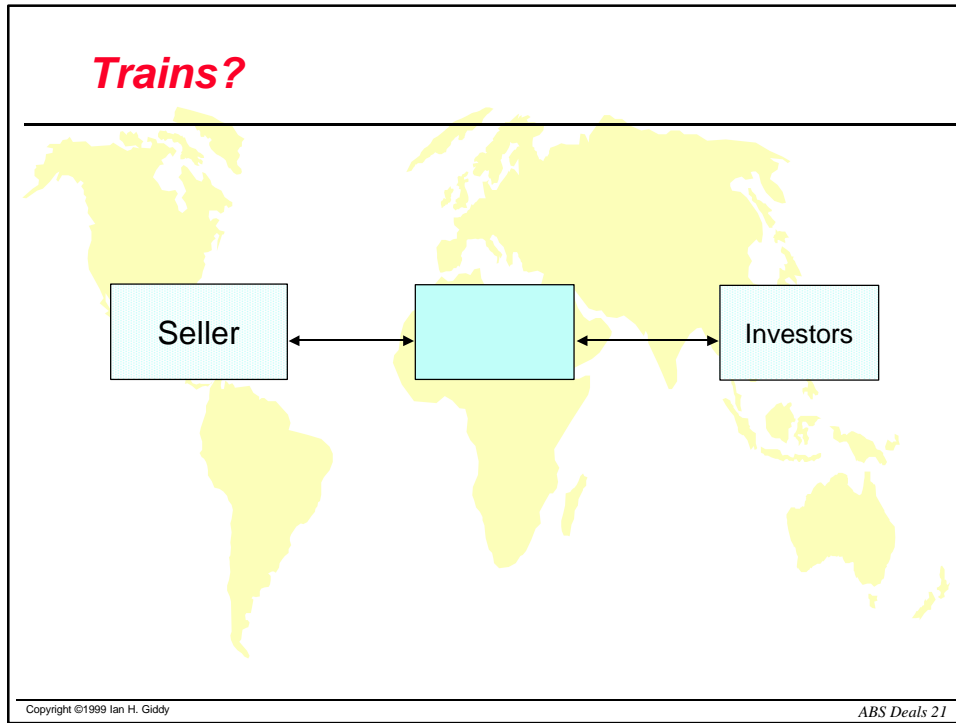 Trains?
Seller
Investors
Copyright ©1999 Ian H. Giddy
ABS Deals 21